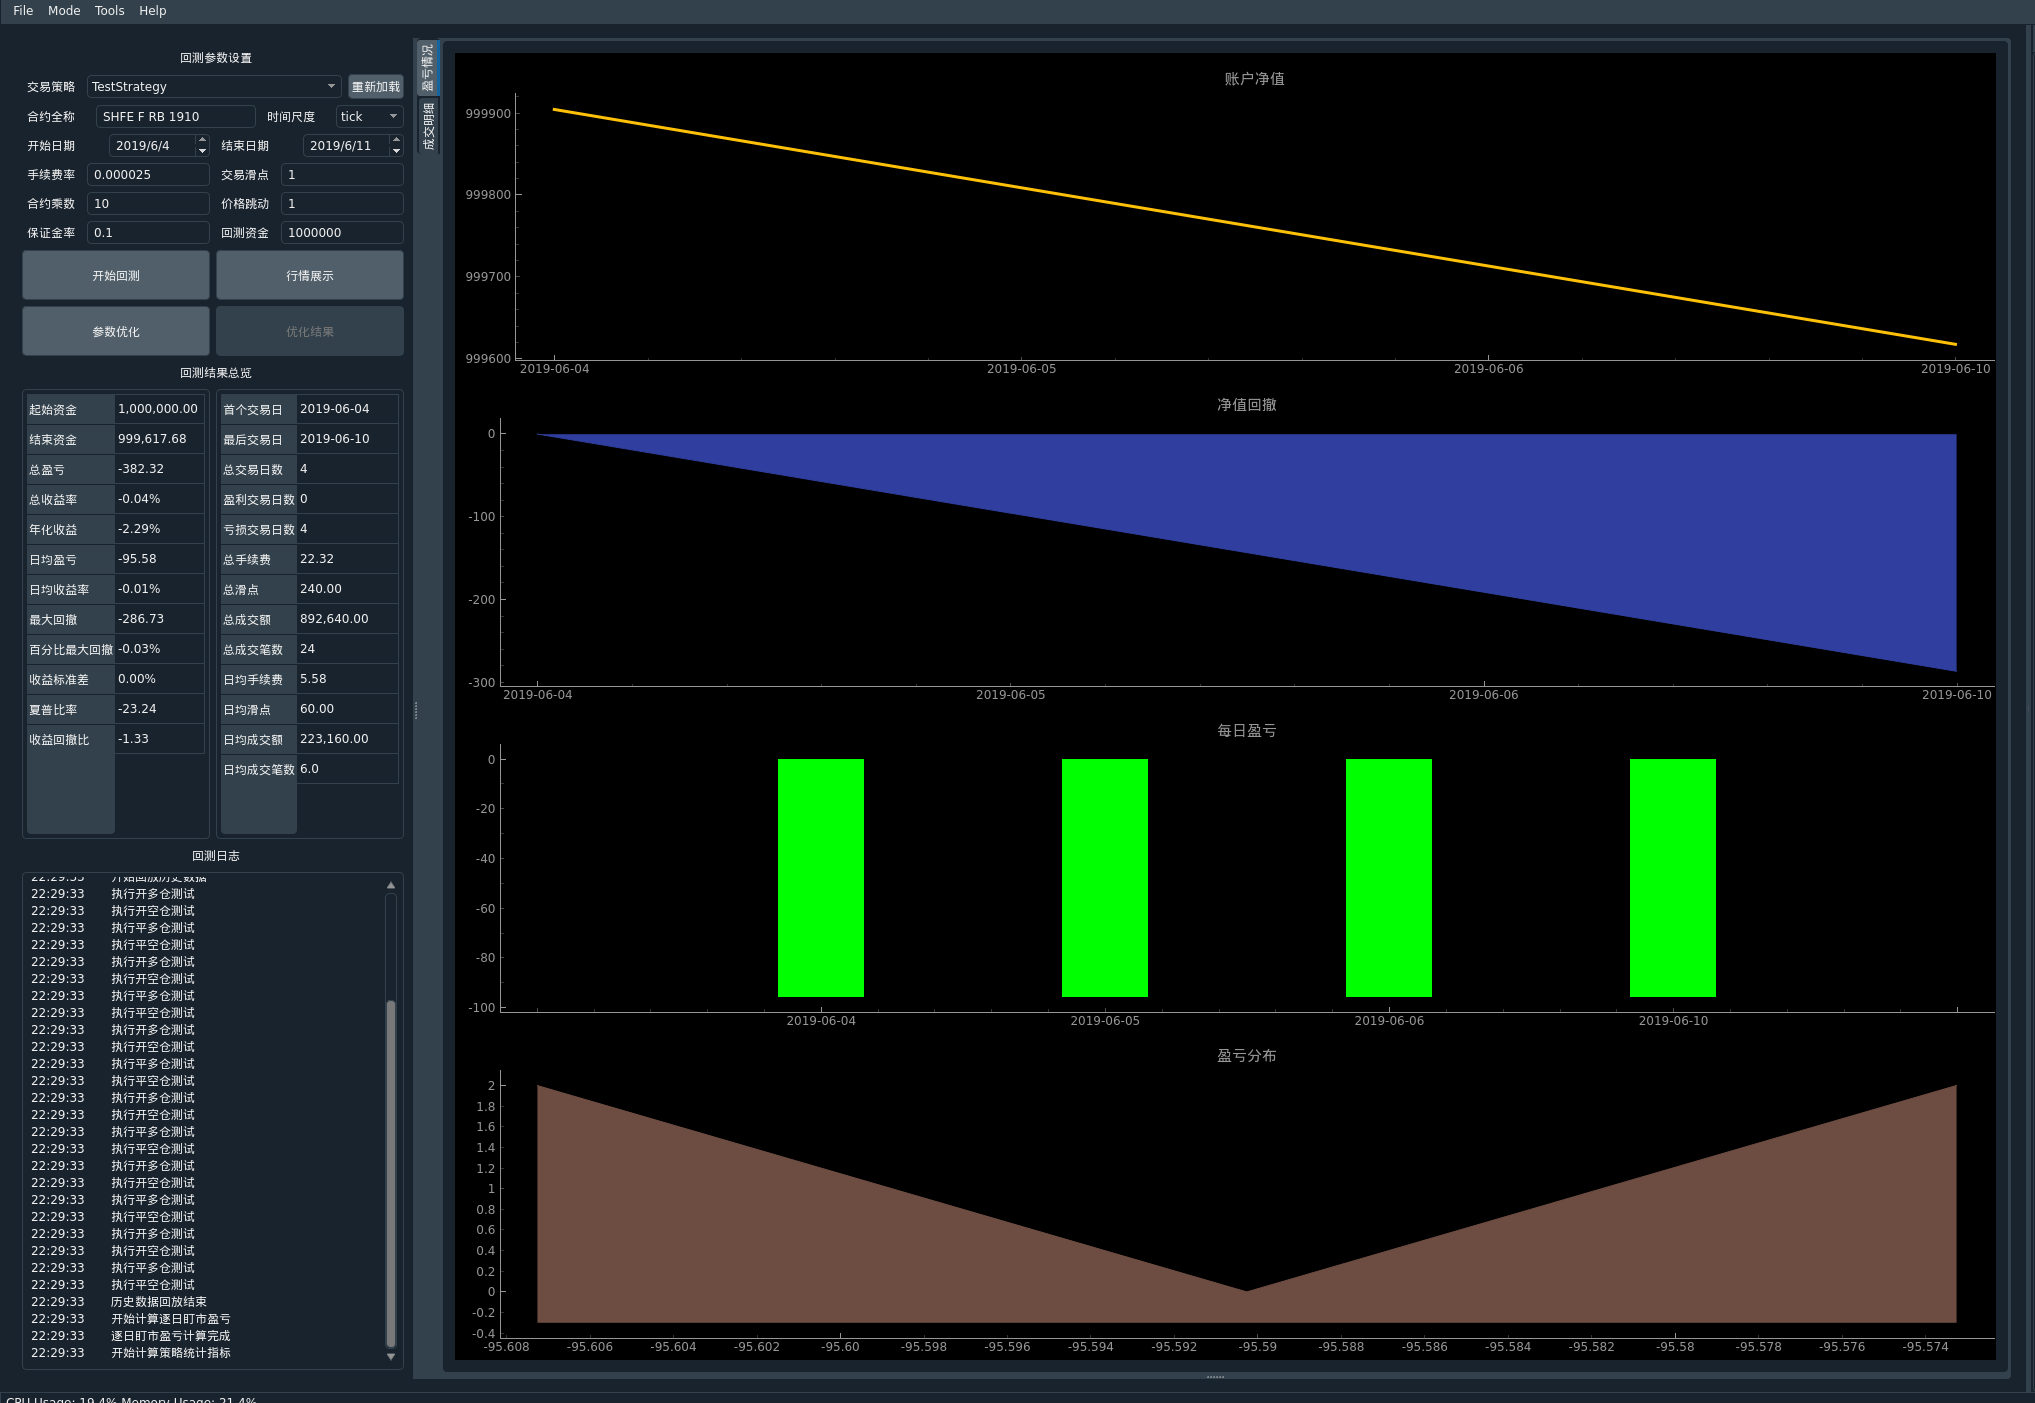 File Mode Tools Help
回测参数设置
交易策略 TestStrategy 重新加载
合约全称 SHFE F RB 1910 时间尺度 tick
开始日期 2019/6/4 结束日期 2019/6/11
手续费率 0.000025 交易滑点 1
合约乘数 10 价格跳动 1
保证金率 0.1 回测资金 1000000
开始回测 行情展示
参数优化 优化结果
回测结果总览
起始资金 1,000,000.00
结束资金 999,617.68
总盈亏 -382.32
总收益率 -0.04%
年化收益 -2.29%
日均盈亏 -95.58
日均收益率 -0.01%
最大回撤 -286.73
百分比最大回撤 -0.03%
收益标准差 0.00%
夏普比率 -23.24
收益回撤比 -1.33
首个交易日 2019-06-04
最后交易日 2019-06-10
总交易日数 4
盈利交易日数 0
亏损交易日数 4
总手续费 22.32
总滑点 240.00
总成交额 892,640.00
总成交笔数 24
日均手续费 5.58
日均滑点 60.00
日均成交额 223,160.00
日均成交笔数 6.0
回测日志
22:29:33 开始回放历史数据
22:29:33 执行开多仓测试
22:29:33 执行开空仓测试
22:29:33 执行平多仓测试
22:29:33 执行平空仓测试
22:29:33 执行开多仓测试
22:29:33 执行开空仓测试
22:29:33 执行平多仓测试
22:29:33 执行平空仓测试
22:29:33 执行开多仓测试
22:29:33 执行开空仓测试
22:29:33 执行平多仓测试
22:29:33 执行平空仓测试
22:29:33 执行开多仓测试
22:29:33 执行开空仓测试
22:29:33 执行平多仓测试
22:29:33 执行平空仓测试
22:29:33 执行开多仓测试
22:29:33 执行开空仓测试
22:29:33 执行平多仓测试
22:29:33 执行平空仓测试
22:29:33 执行开多仓测试
22:29:33 执行开空仓测试
22:29:33 执行平多仓测试
22:29:33 执行平空仓测试
22:29:33 历史数据回放结束
22:29:33 开始计算逐日盯市盈亏
22:29:33 逐日盯市盈亏计算完成
22:29:33 开始计算策略统计指标
盈亏情况
成交明细
账户净值
999900
999800
999700
999600
2019-06-04 2019-06-05 2019-06-06 2019-06-10
净值回撤
0
-100
-200
-300
2019-06-04 2019-06-05 2019-06-06 2019-06-10
每日盈亏
0
-20
-40
-60
-80
-100
2019-06-04 2019-06-05 2019-06-06 2019-06-10
盈亏分布
2
1.8
1.6
1.4
1.2
1
0.8
0.6
0.4
0.2
0
-0.2
-0.4
-95.608 -95.606 -95.604 -95.602 -95.60 -95.598 -95.596 -95.594 -95.592 -95.59 -95.588 -95.586 -95.584 -95.582 -95.58 -95.578 -95.576 -95.574
CPU Usage: 19.4% Memory Usage: 21.4%